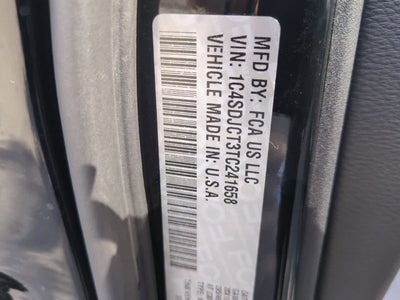 MFD BY: FCA US LLC
VIN: 1C4SDJCT3TC241658
VEHICLE MADE IN: U.S.A.